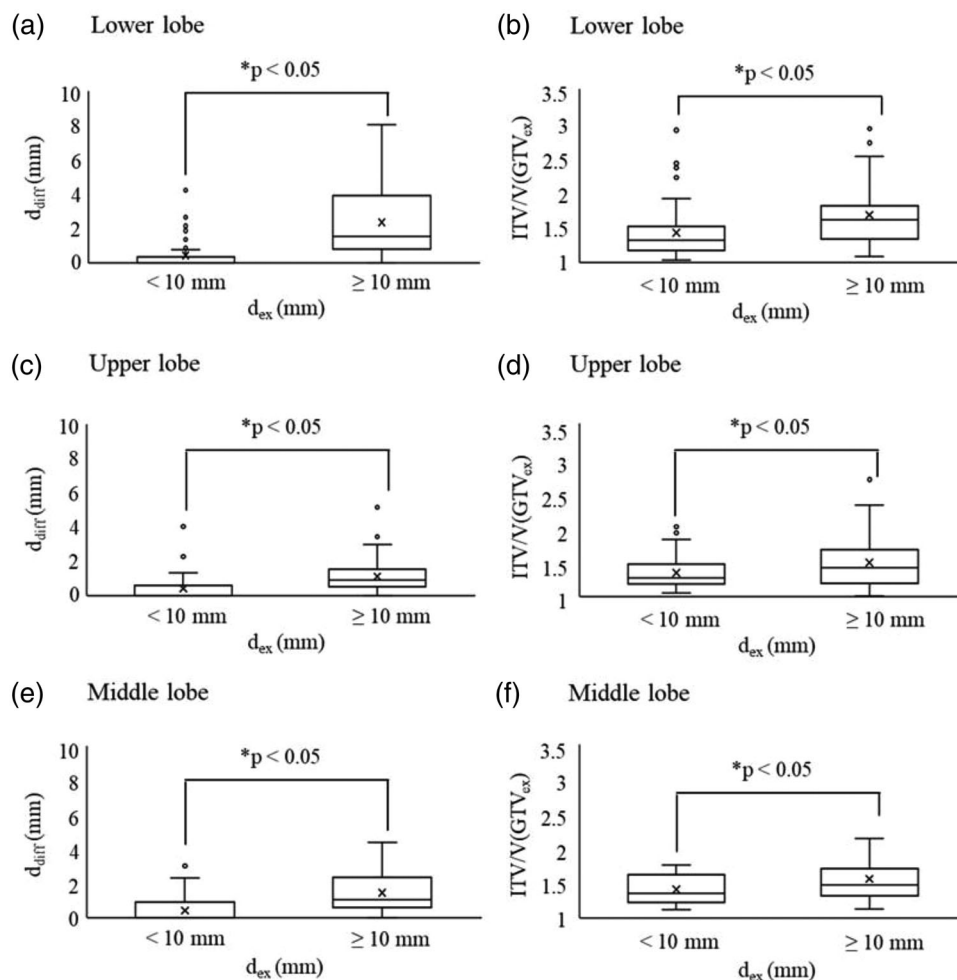 (a) Lower lobe
*p < 0.05
10
8
6
4
2
0
d_diff (mm)
< 10 mm ≥ 10 mm
d_ex (mm)
(b) Lower lobe
*p < 0.05
3.5
3
2.5
2
1.5
1
ITV/V(GTV_ex)
< 10 mm ≥ 10 mm
d_ex (mm)
(c) Upper lobe
*p < 0.05
10
8
6
4
2
0
d_diff (mm)
< 10 mm ≥ 10 mm
d_ex (mm)
(d) Upper lobe
*p < 0.05
3.5
3
2.5
2
1.5
1
ITV/V(GTV_ex)
< 10 mm ≥ 10 mm
d_ex (mm)
(e) Middle lobe
*p < 0.05
10
8
6
4
2
0
d_diff (mm)
< 10 mm ≥ 10 mm
d_ex (mm)
(f) Middle lobe
*p < 0.05
3.5
3
2.5
2
1.5
1
ITV/V(GTV_ex)
< 10 mm ≥ 10 mm
d_ex (mm)